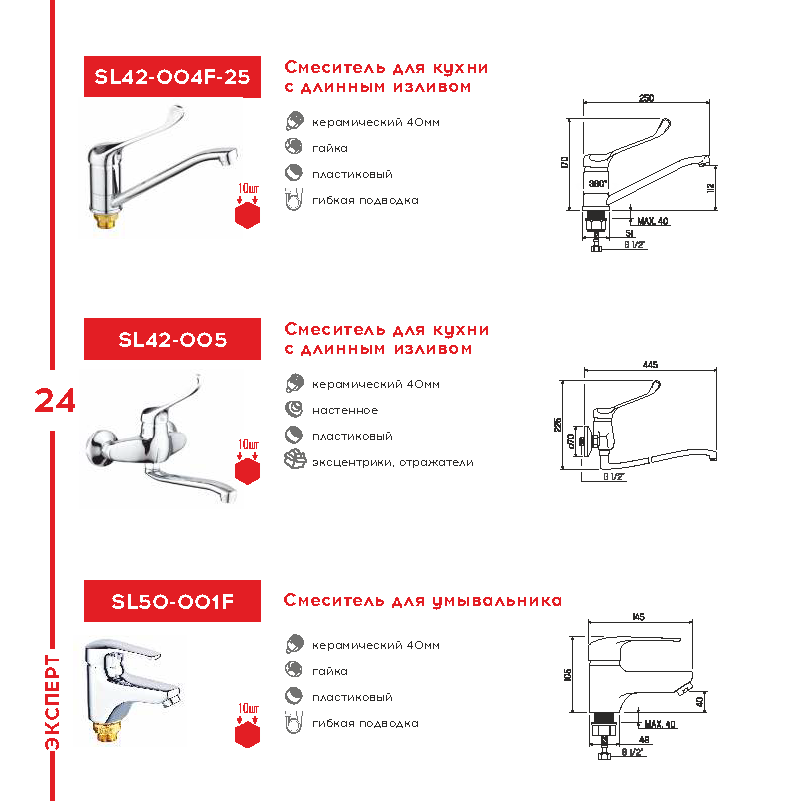 SL42-004F-25
Смеситель для кухни
с длинным изливом
керамический 40мм
гайка
пластиковый
гибкая подводка
10шт
250
170
360°
112
MAX. 40
51
G 1/2"
SL42-005
Смеситель для кухни
с длинным изливом
керамический 40мм
настенное
пластиковый
эксцентрики, отражатели
10шт
445
225
G 1/2"
24
SL50-001F
Смеситель для умывальника
керамический 40мм
гайка
пластиковый
гибкая подводка
10шт
145
105
40
MAX. 40
48
G 1/2"
ЭКСПЕРТ